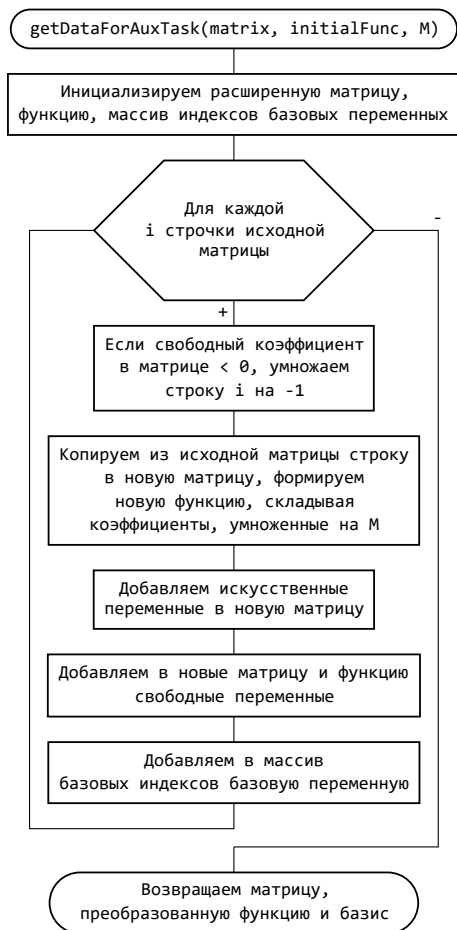 getDataForAuxTask(matrix, initialFunc, M)
Инициализируем расширенную матрицу,
функцию, массив индексов базовых переменных
Для каждой
i строчки исходной
матрицы
-
+
Если свободный коэффициент
в матрице < 0, умножаем
строку i на -1
Копируем из исходной матрицы строку
в новую матрицу, формируем
новую функцию, складывая
коэффициенты, умноженные на M
Добавляем искусственные
переменные в новую матрицу
Добавляем в новые матрицу и функцию
свободные переменные
Добавляем в массив
базовых индексов базовую переменную
Возвращаем матрицу,
преобразованную функцию и базис